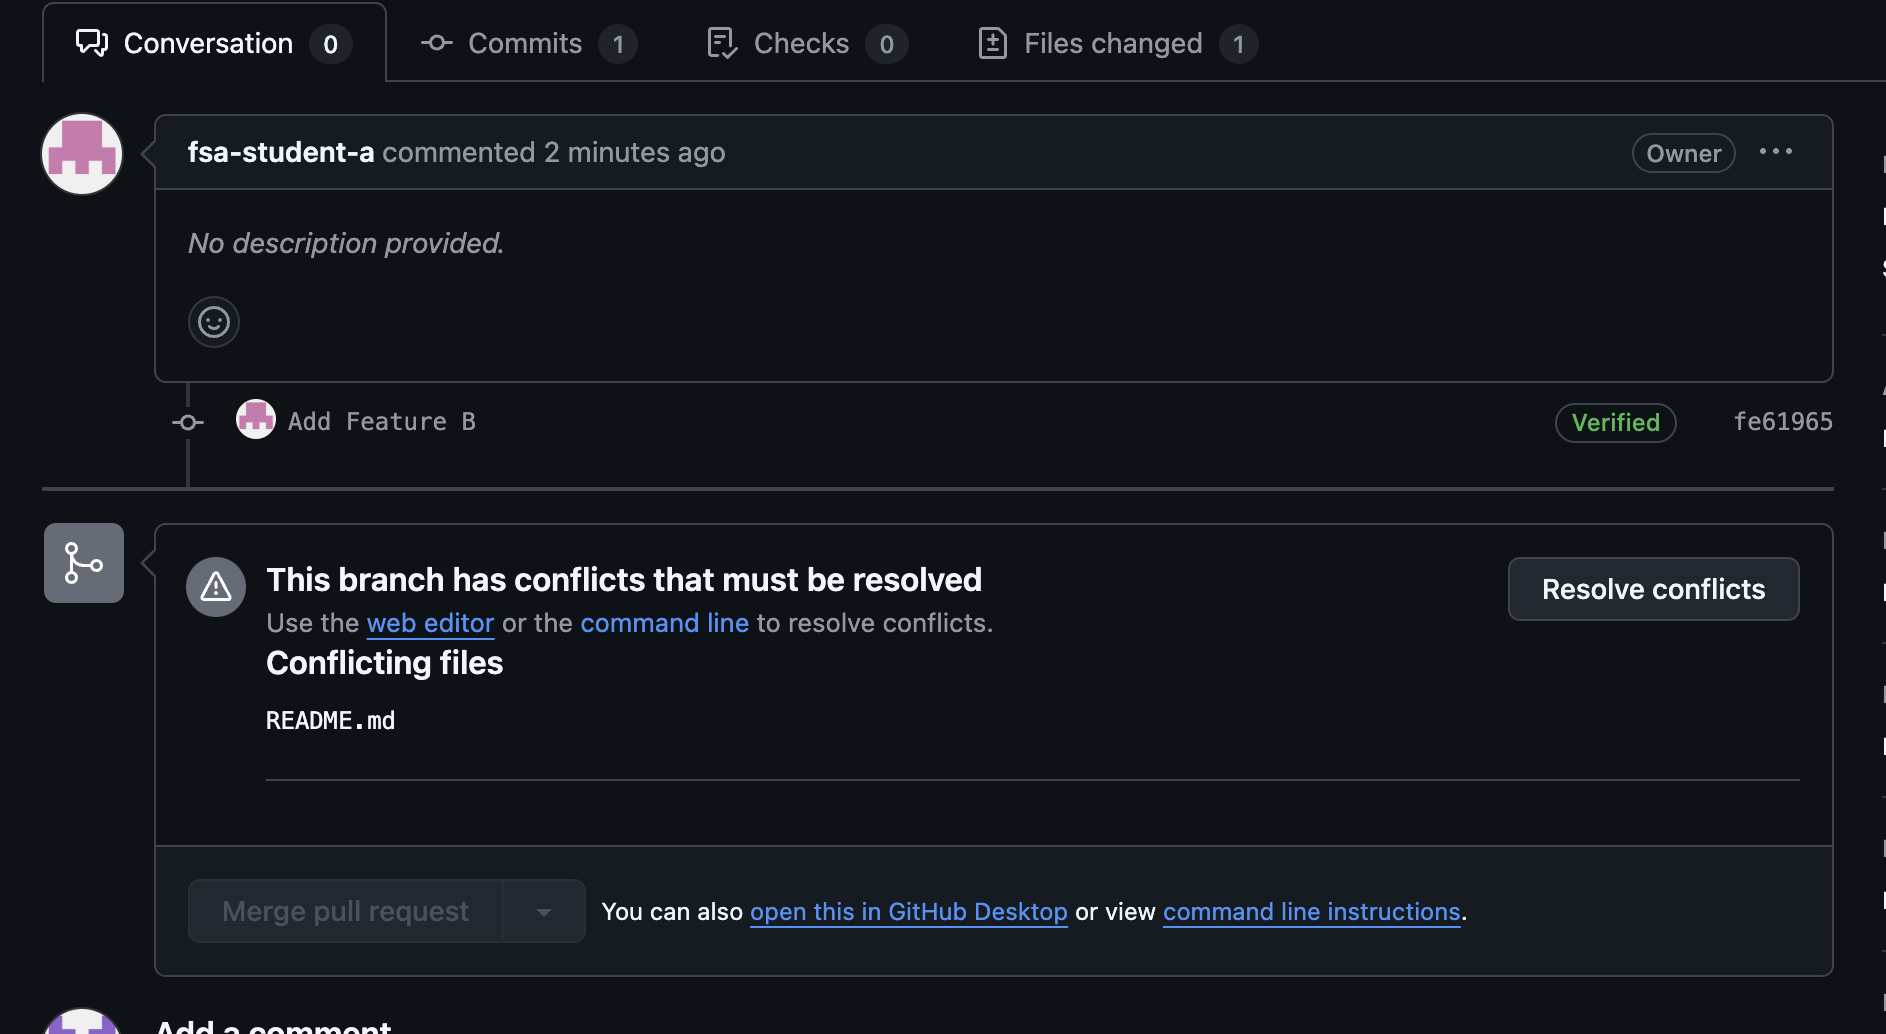 Conversation 0 Commits 1 Checks 0 Files changed 1
fsa-student-a commented 2 minutes ago Owner
No description provided.
Add Feature B Verified fe61965
This branch has conflicts that must be resolved
Resolve conflicts
Use the web editor or the command line to resolve conflicts.
Conflicting files
README.md
Merge pull request You can also open this in GitHub Desktop or view command line instructions.
Add a comment